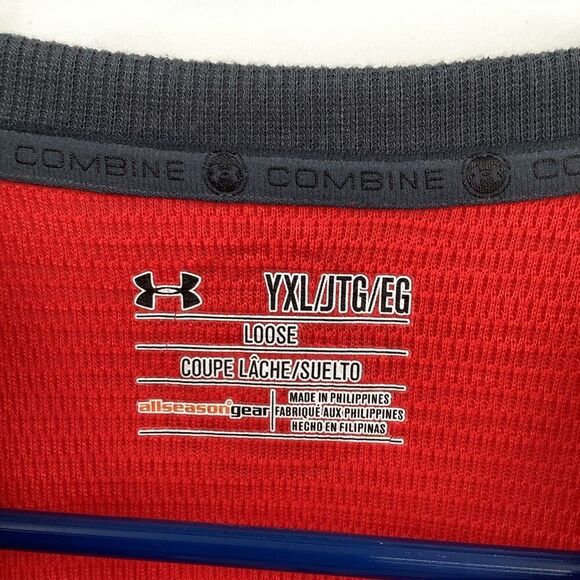 COMBINE COMBINE CO
YXL/JTG/EG
LOOSE
COUPE LÂCHE/SUELTO
allseasongear
MADE IN PHILIPPINES
FABRIQUÉ AUX PHILIPPINES
HECHO EN FILIPINAS